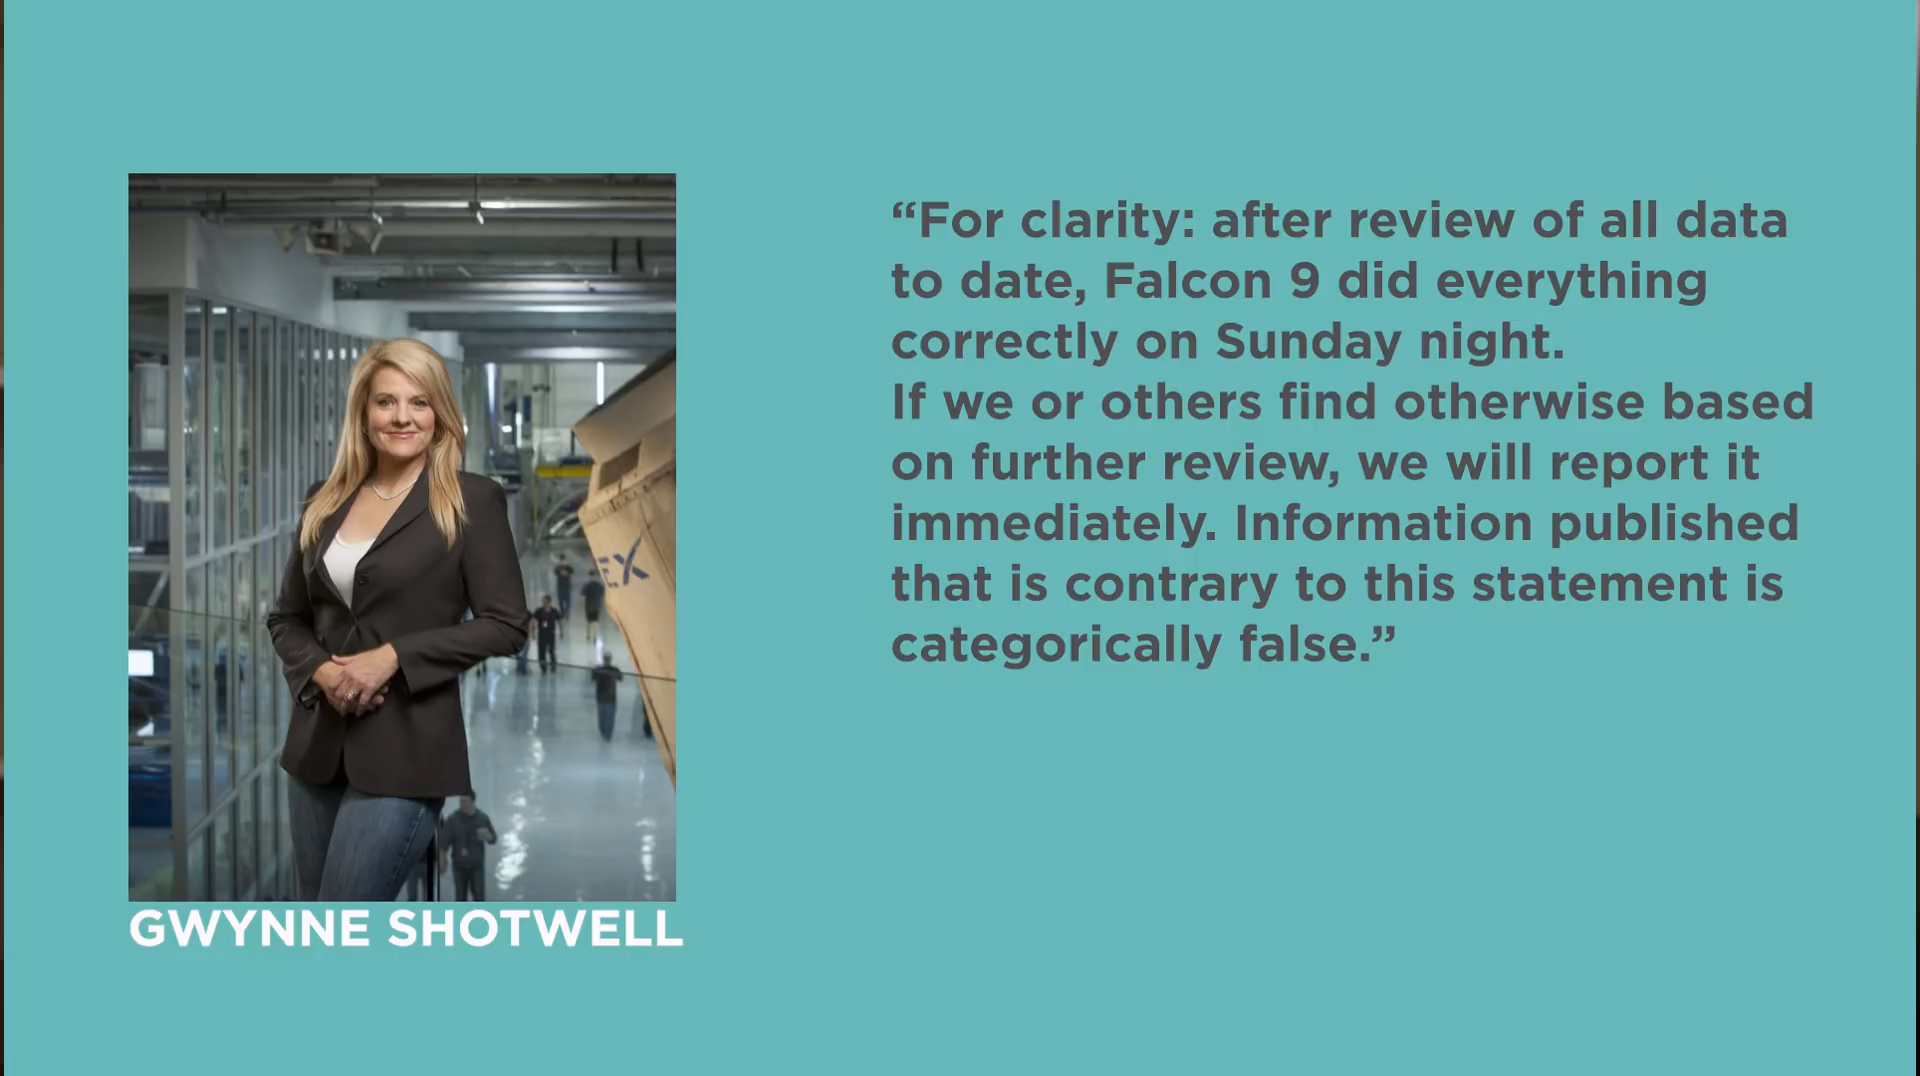 “For clarity: after review of all data
to date, Falcon 9 did everything
correctly on Sunday night.
If we or others find otherwise based
on further review, we will report it
immediately. Information published
that is contrary to this statement is
categorically false.”
EX
GWYNNE SHOTWELL